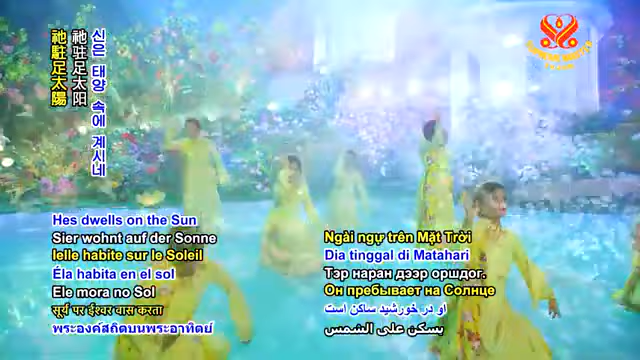 祂駐足太陽
祂驻足太阳
신은 태양 속에 계시네
Hes dwells on the Sun
Sier wohnt auf der Sonne
Ielle habite sur le Soleil
Éla habita en el sol
Ele mora no Sol
सूर्य पर ईश्वर वास करता
พระองค์สถิตบนพระอาทิตย์
Ngài ngự trên Mặt Trời
Dia tinggal di Matahari
Тэр наран дээр оршдог.
Он пребывает на Солнце
او در خورشید ساکن است
يسكن على الشمس